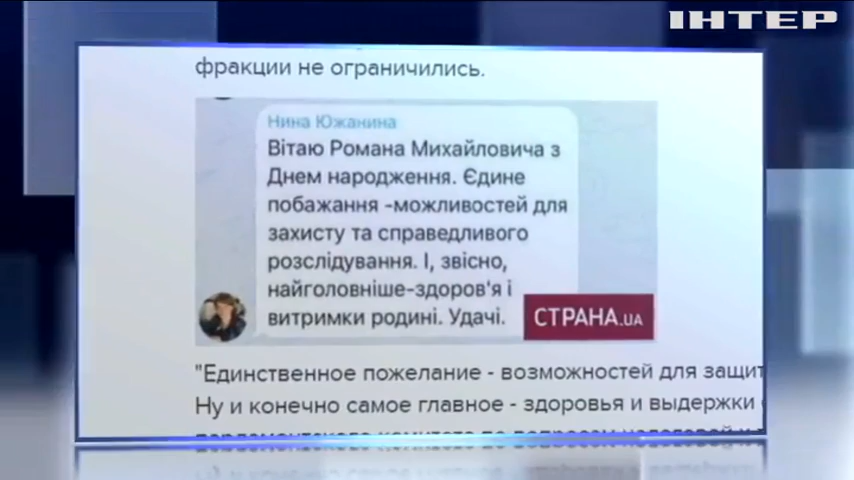 ІНТЕР
фракции не ограничились.
Нина Южанина
Вітаю Романа Михайловича з
Днем народження. Єдине
побажання -можливостей для
захисту та справедливого
розслідування. І, звісно,
найголовніше-здоров'я і
витримки родині. Удачі.
СТРАНА.UA
"Единственное пожелание - возможностей для защит
Ну и конечно самое главное - здоровья и выдержки